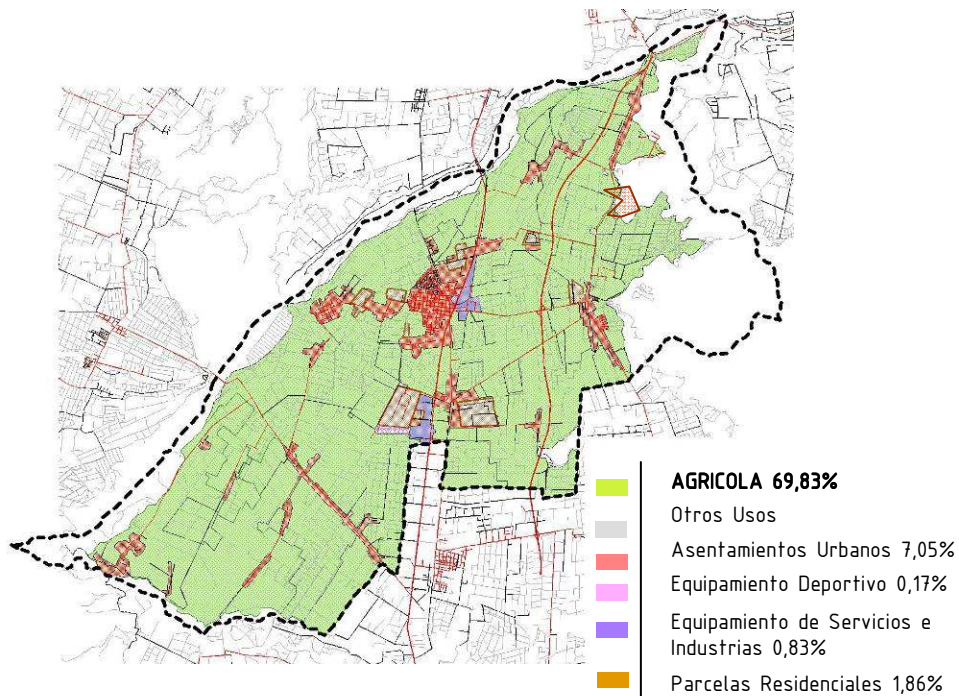 AGRICOLA 69,83%
Otros Usos
Asentamientos Urbanos 7,05%
Equipamiento Deportivo 0,17%
Equipamiento de Servicios e
Industrias 0,83%
Parcelas Residenciales 1,86%